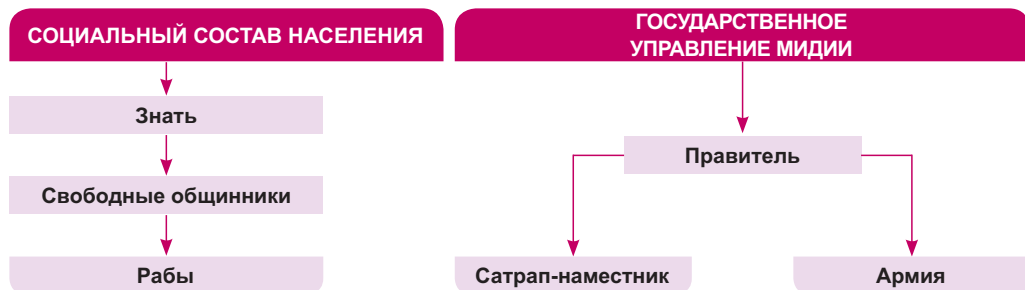 СОЦИАЛЬНЫЙ СОСТАВ НАСЕЛЕНИЯ
Знать
Свободные общинники
Рабы
ГОСУДАРСТВЕННОЕ
УПРАВЛЕНИЕ МИДИИ
Правитель
Сатрап-наместник
Армия